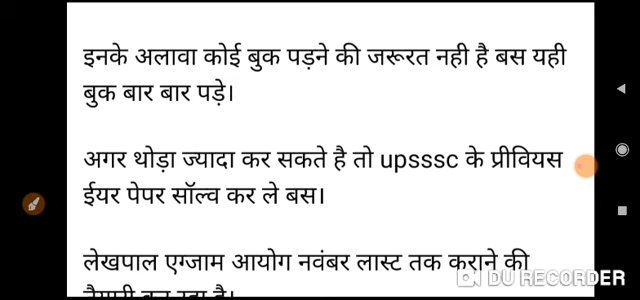 इनके अलावा कोई बुक पड़ने की जरूरत नही है बस यही
बुक बार बार पड़े।
अगर थोड़ा ज्यादा कर सकते है तो upsssc के प्रीवियस
ईयर पेपर सॉल्व कर ले बस।
लेखपाल एग्जाम आयोग नवंबर लास्ट तक कराने की
DU RECORDER